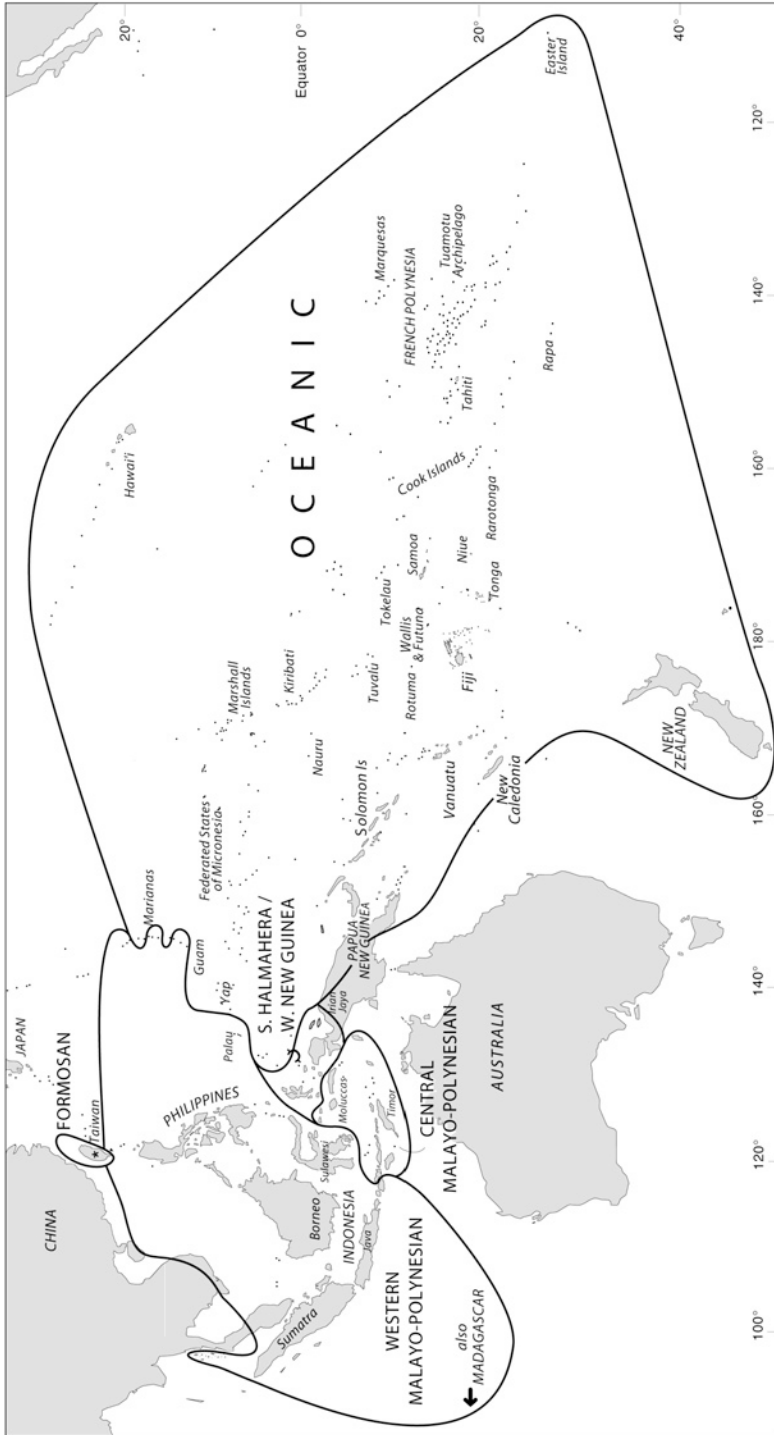 20°
Equator 0°
20°
40°
100°
120°
140°
160°
180°
160°
140°
120°
CHINA
JAPAN
FORMOSAN
Taiwan
PHILIPPINES
Marianas
Guam
Hawai'i
Yap
Palau
Federated States
of Micronesia
Marshall
Islands
Kiribati
Nauru
OCEANIC
Sumatra
Borneo
Sulawesi
INDONESIA
Java
Moluccas
Timor
S. HALMAHERA /
W. NEW GUINEA
Irian
Jaya
PAPUA
NEW GUINEA
Solomon Is
Tuvalu
Tokelau
Rotuma
Wallis
& Futuna
Samoa
Cook Islands
Marquesas
FRENCH POLYNESIA
Tuamotu
Archipelago
Tahiti
WESTERN
MALAYO-POLYNESIAN
CENTRAL
MALAYO-POLYNESIAN
also
MADAGASCAR
AUSTRALIA
Vanuatu
New
Caledonia
Fiji
Tonga
Niue
Rarotonga
Rapa
Easter
Island
NEW
ZEALAND